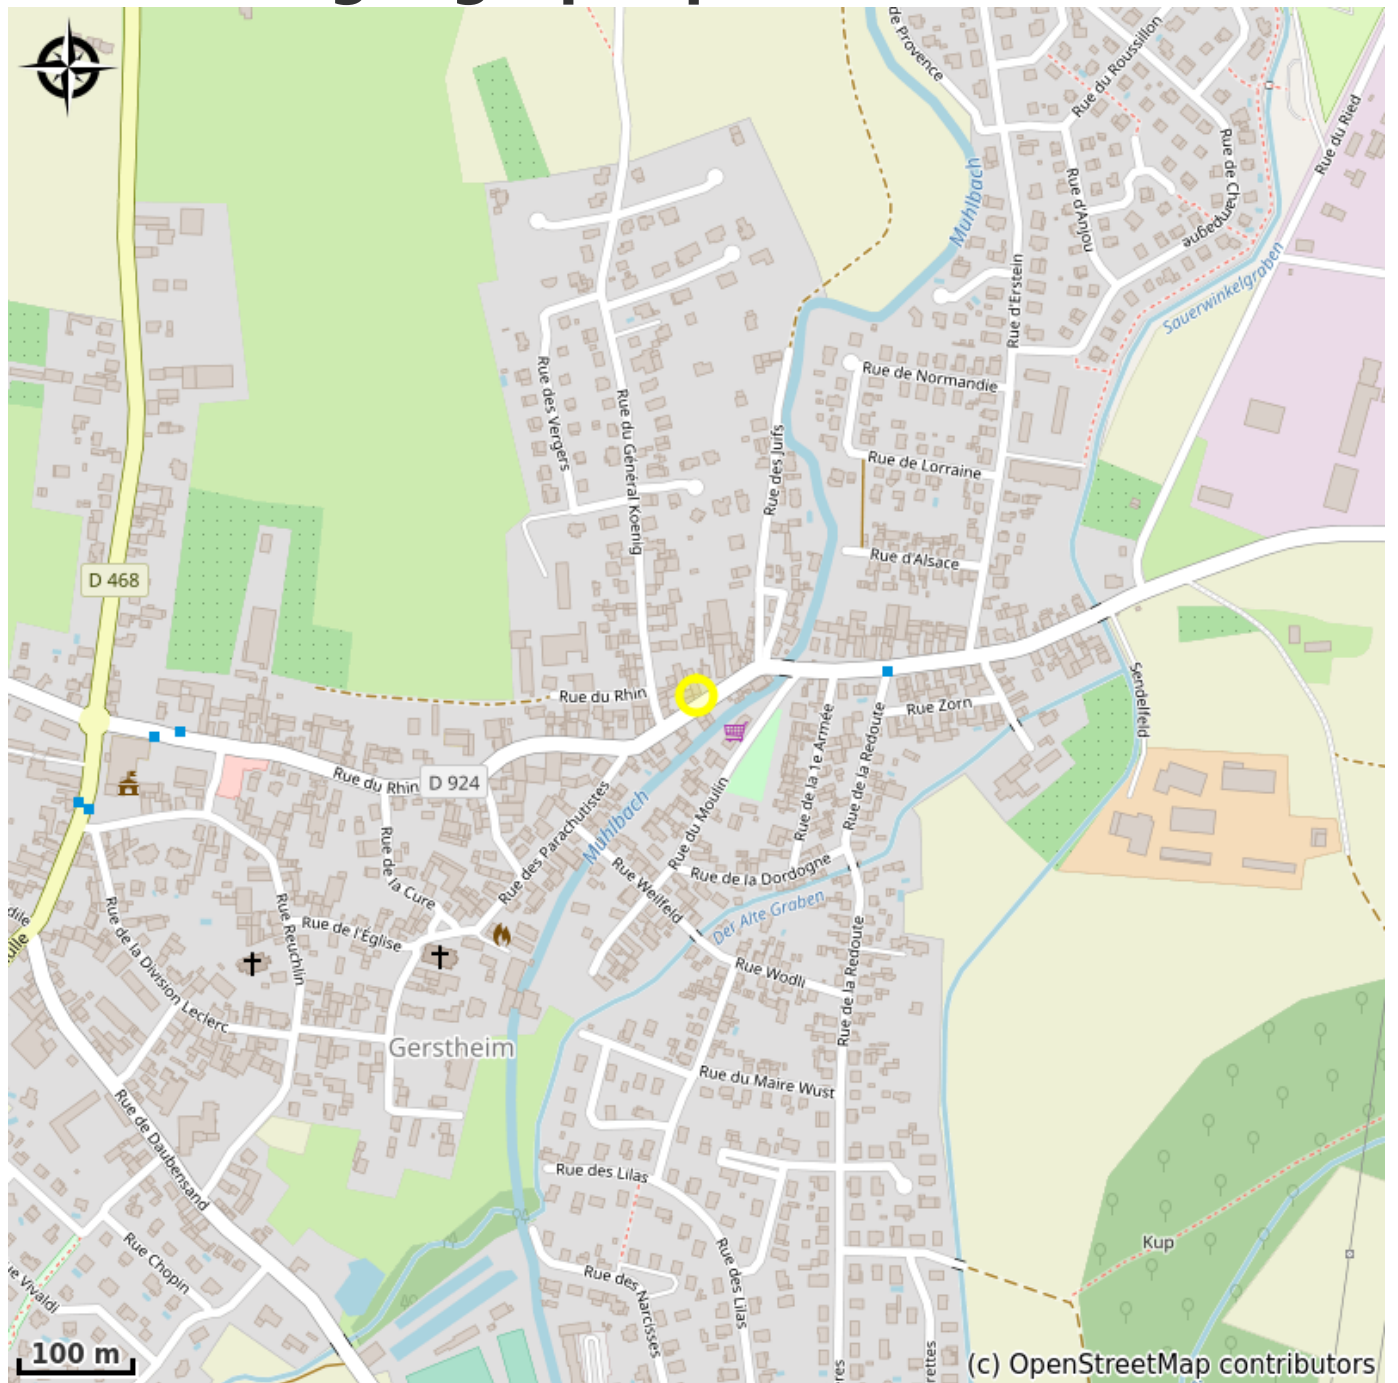 de Provence
Rue du Roussillon
Rue du Ried
Rue de Champagne
Rue d'Anjou
Muhlbach
Sauerwinkelgraben
Rue d'Erstein
Rue de Normandie
Rue des Vergers
Rue du Général Koenig
Rue des Juifs
Rue de Lorraine
Rue d'Alsace
D 468
Rue du Rhin
Sendelfeld
Rue Zorn
Rue du Rhin
D 924
Rue de la 1e Armée
Rue de la Redoute
Rue des Parachutistes
Muhlbach
Rue du Moulin
Rue de la Cure
Rue Weilfeld
Rue de la Dordogne
Der Alte Graben
Rue de la Division Leclerc
Rue Reuchlin
Rue de l'Église
Rue Wodli
Rue de la Redoute
Gerstheim
Rue du Maire Wust
Rue de Daubensand
Rue des Lilas
Rue Chopin
ue Vivaldi
Rue des Narcisses
Rue des Lilas
Kup
100 m
(c) OpenStreetMap contributors